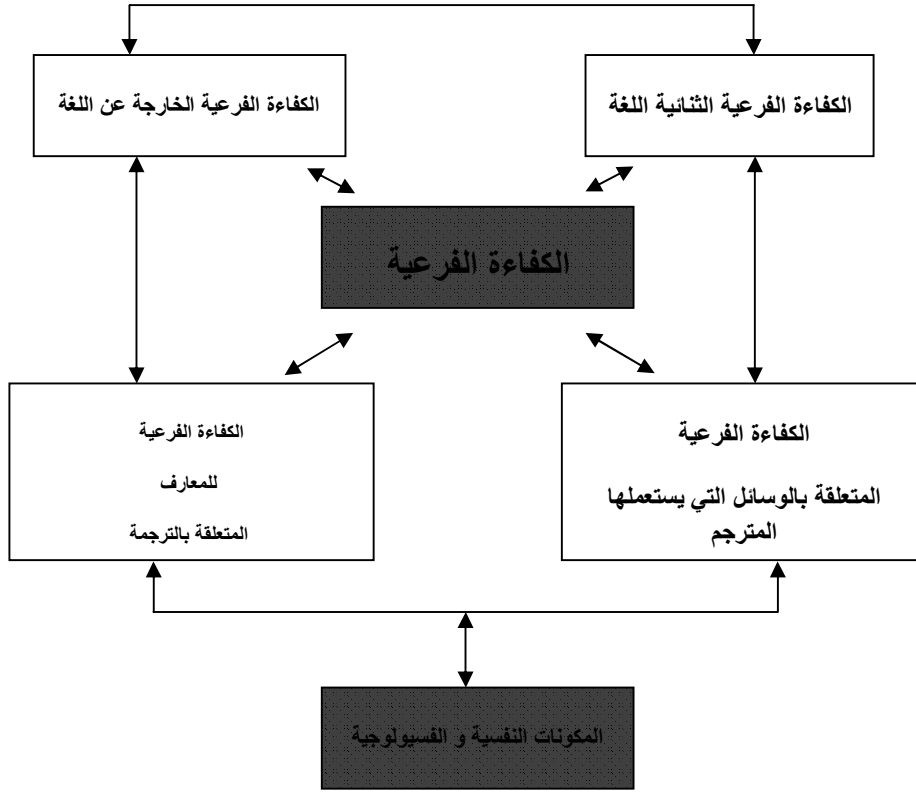 الكفاءة الفرعية الثنائية اللغة
الكفاءة الفرعية الخارجة عن اللغة
الكفاءة الفرعية
الكفاءة الفرعية
المتعلقة بالوسائل التي يستعملها
المترجم
الكفاءة الفرعية
للمعارف
المتعلقة بالترجمة
المكونات النفسية و الفسيولوجية